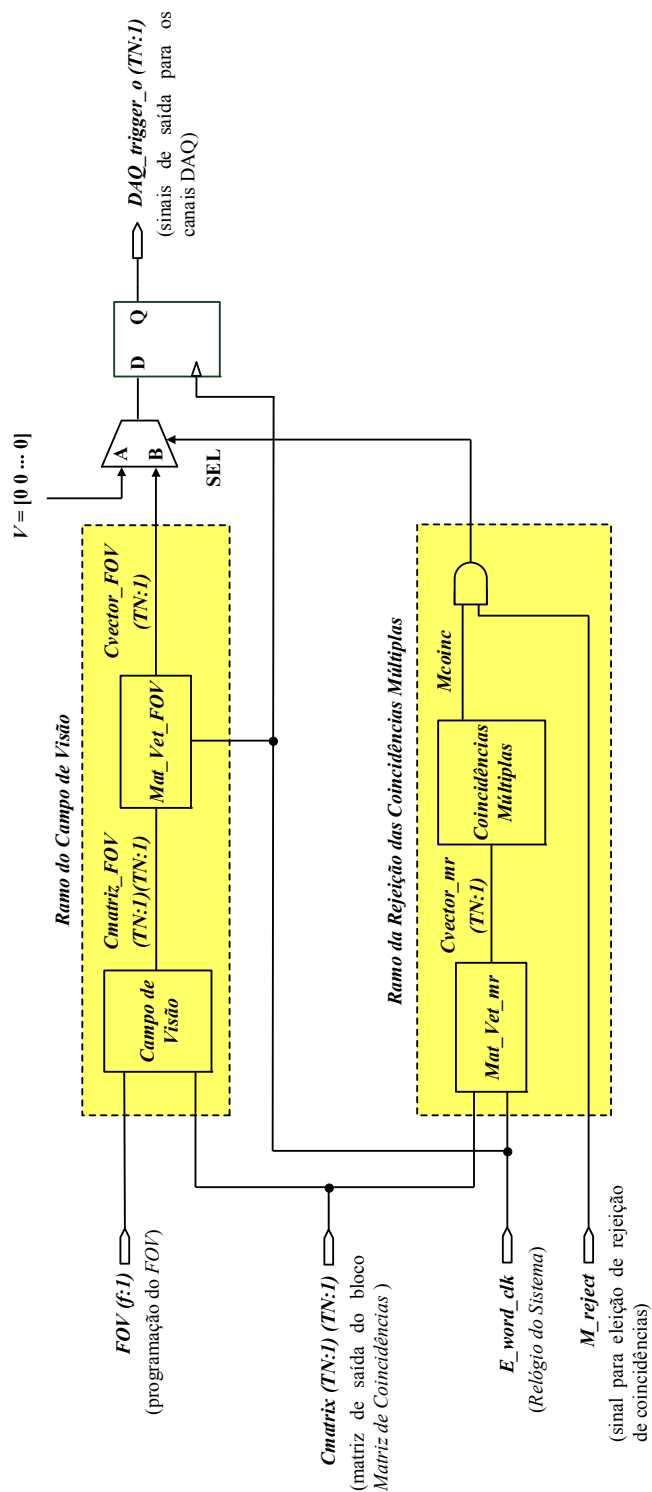 V = [0 0 ... 0]
Ramo do Campo de Visão
FOV (f:1)
(programação do FOV)
Campo de
Visão
Cmatriz_FOV
(TN:1)(TN:1)
Mat_Vet_FOV
Cvector_FOV
(TN:1)
A
B
SEL
D
Q
DAQ_trigger_o (TN:1)
(sinais de saída para os
canais DAQ)
Cmatrix (TN:1) (TN:1)
(matriz de saída do bloco
Matriz de Coincidências )
Ramo da Rejeição das Coincidências Múltiplas
E_word_clk
(Relógio do Sistema)
Mat_Vet_mr
Cvector_mr
(TN:1)
Coincidências
Múltiplas
Mcoinc
M_reject
(sinal para eleição de rejeição
de coincidências)